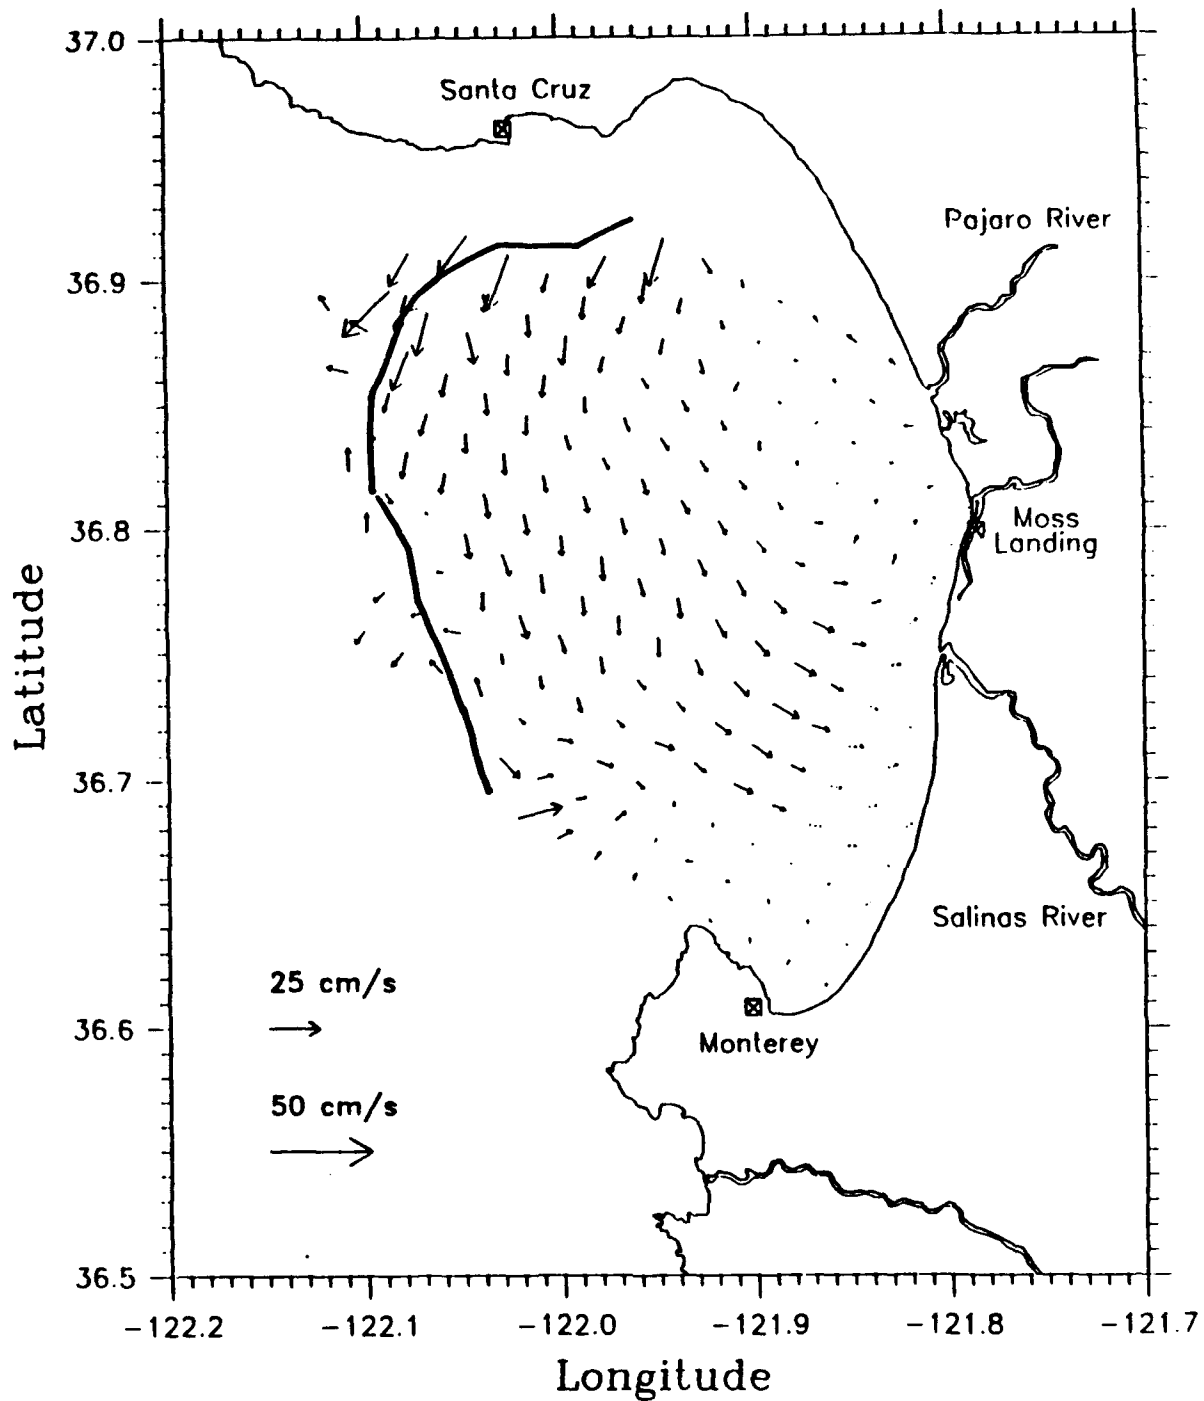 37.0
Santa Cruz
Pajaro River
36.9
36.8
Moss
Landing
Latitude
36.7
Salinas River
25 cm/s
36.6
Monterey
50 cm/s
36.5
-122.2
-122.1
-122.0
-121.9
-121.8
-121.7
Longitude